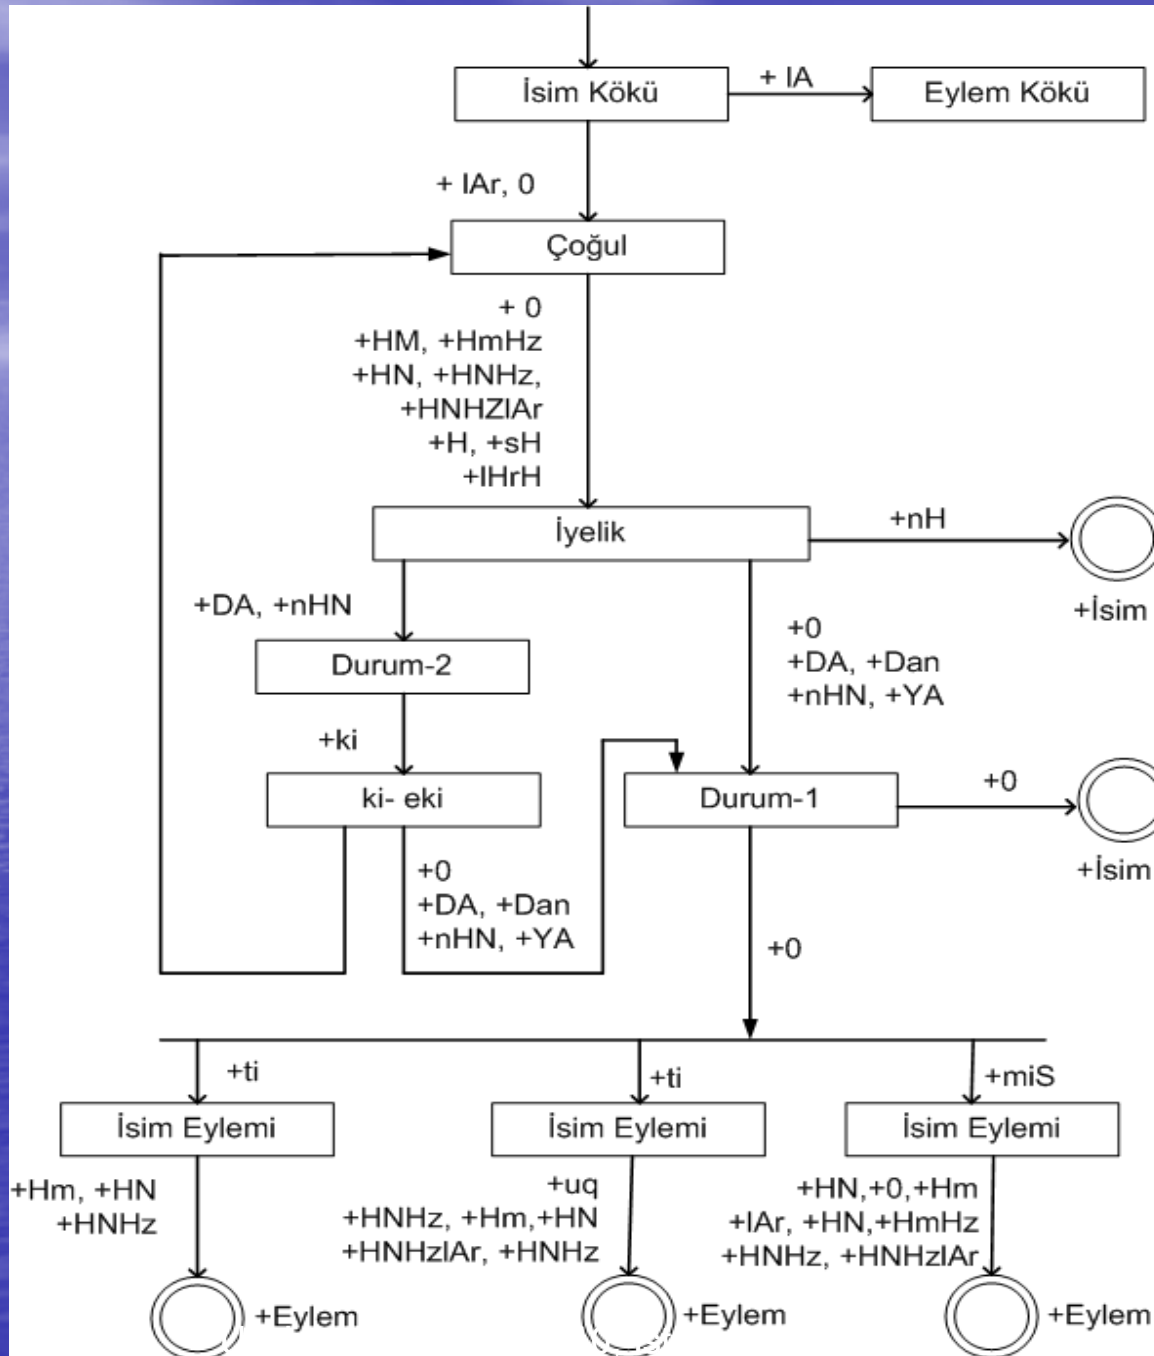 İsim Kökü
+ lA
Eylem Kökü
+ lAr, 0
Çoğul
+ 0
+HM, +HmHz
+HN, +HNHz,
+HNHZlAr
+H, +sH
+lHrH
İyelik
+nH
+İsim
+DA, +nHN
Durum-2
+ki
ki- eki
+0
+DA, +Dan
+nHN, +YA
Durum-1
+0
+İsim
+0
+DA, +Dan
+nHN, +YA
+0
+ti
İsim Eylemi
+Hm, +HN
+HNHz
+Eylem
+ti
İsim Eylemi
+uq
+HNHz, +Hm,+HN
+HNHzlAr, +HNHz
+Eylem
+miS
İsim Eylemi
+HN,+0,+Hm
+lAr, +HN,+HmHz
+HNHz, +HNHzlAr
+Eylem